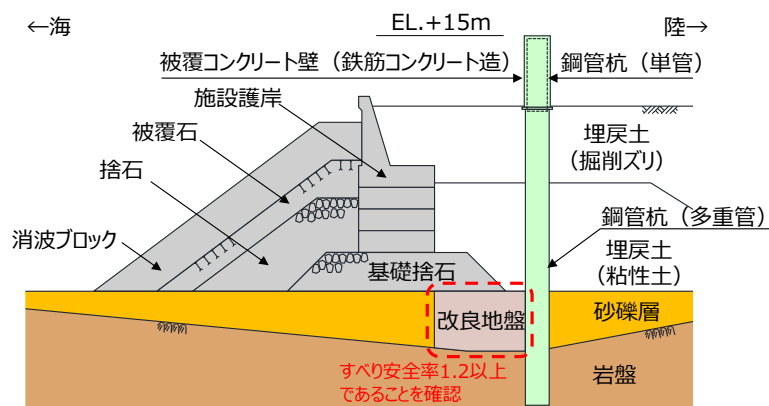 ←海
EL.+15m
陸→
被覆コンクリート壁（鉄筋コンクリート造）
鋼管杭（単管）
施設護岸
被覆石
埋戻土
（掘削ズリ）
捨石
鋼管杭（多重管）
消波ブロック
埋戻土
（粘性土）
基礎捨石
改良地盤
砂礫層
すべり安全率1.2以上
であることを確認
岩盤